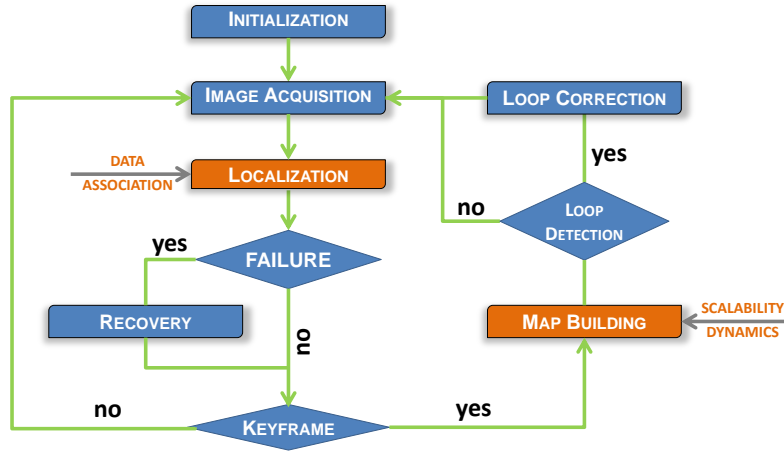 INITIALIZATION
IMAGE ACQUISITION
LOOP CORRECTION
yes
DATA
ASSOCIATION
LOCALIZATION
no
LOOP
DETECTION
yes
FAILURE
RECOVERY
no
MAP BUILDING
SCALABILITY
DYNAMICS
no
KEYFRAME
yes